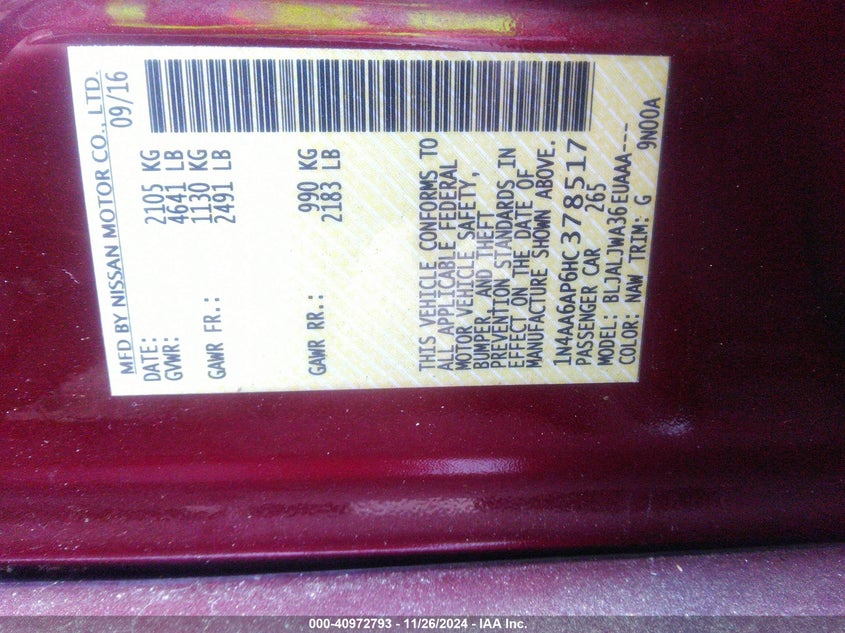 MFD BY NISSAN MOTOR CO., LTD.
DATE: 09/16
GVWR: 2105 KG
4641 LB
GAWR FR.: 1130 KG
2491 LB
GAWR RR.: 990 KG
2183 LB
THIS VEHICLE CONFORMS TO
ALL APPLICABLE FEDERAL
MOTOR VEHICLE SAFETY,
BUMPER, AND THEFT
PREVENTION STANDARDS IN
EFFECT ON THE DATE OF
MANUFACTURE SHOWN ABOVE.
1N4AA6AP6HC378517
PASSENGER CAR 265
MODEL: BLJALJWA36EUAAA---
COLOR: NAW TRIM: G 9N00A
000-40972793 - 11/26/2024 - IAA Inc.